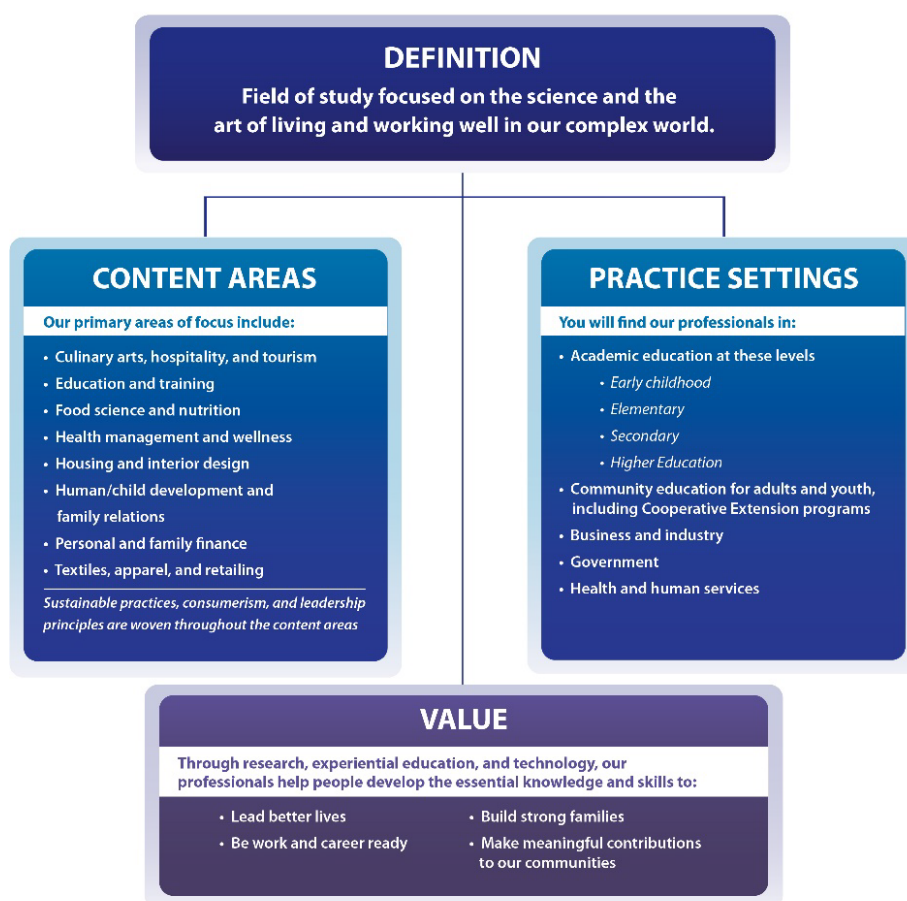 DEFINITION
Field of study focused on the science and the
art of living and working well in our complex world.
CONTENT AREAS
Our primary areas of focus include:
• Culinary arts, hospitality, and tourism
• Education and training
• Food science and nutrition
• Health management and wellness
• Housing and interior design
• Human/child development and
family relations
• Personal and family finance
• Textiles, apparel, and retailing
Sustainable practices, consumerism, and leadership
principles are woven throughout the content areas
PRACTICE SETTINGS
You will find our professionals in:
• Academic education at these levels
• Early childhood
• Elementary
• Secondary
• Higher Education
• Community education for adults and youth,
including Cooperative Extension programs
• Business and industry
• Government
• Health and human services
VALUE
Through research, experiential education, and technology, our
professionals help people develop the essential knowledge and skills to:
• Lead better lives
• Be work and career ready
• Build strong families
• Make meaningful contributions
to our communities